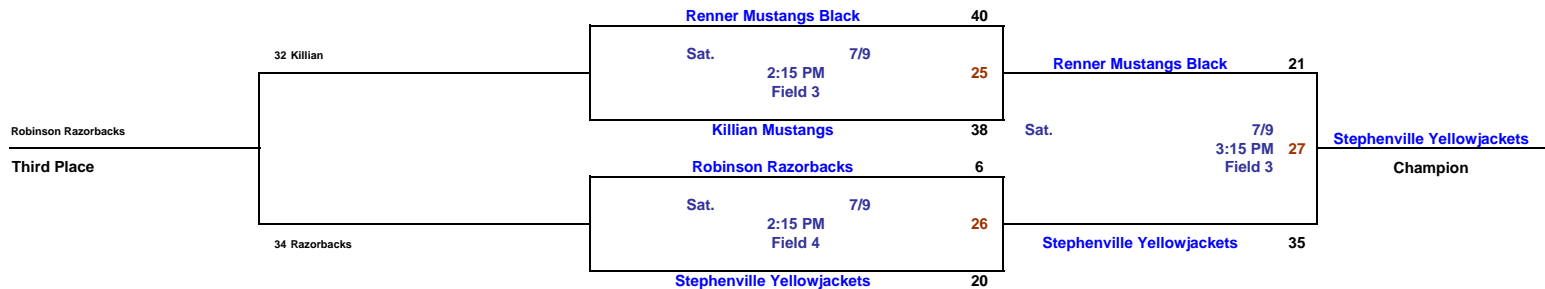 Renner Mustangs Black 40
32 Killian
Sat. 7/9
2:15 PM 25
Field 3
Renner Mustangs Black 21
Robinson Razorbacks
Third Place
Killian Mustangs 38
Sat. 7/9
3:15 PM 27
Field 3
Stephenville Yellowjackets
Champion
Robinson Razorbacks 6
Sat. 7/9
2:15 PM 26
Field 4
34 Razorbacks
Stephenville Yellowjackets 35
Stephenville Yellowjackets 20